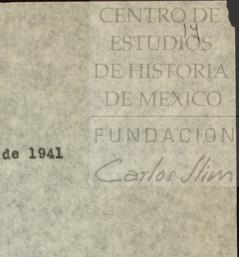 CENTRO DE
ESTUDIOS
DE HISTORIA
DE MEXICO
FUNDACIÓN
Carlos Slim
de 1941